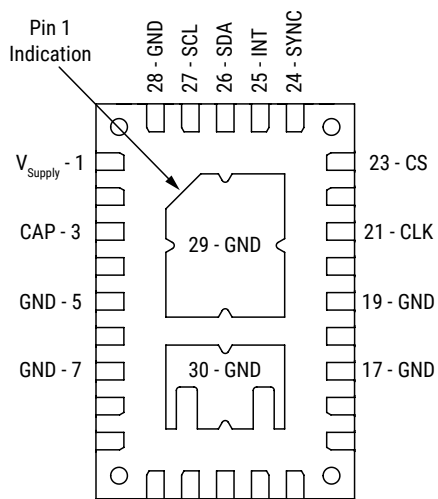 Pin 1
Indication
28 - GND
27 - SCL
26 - SDA
25 - INT
24 - SYNC
V_Supply - 1
23 - CS
CAP - 3
29 - GND
21 - CLK
GND - 5
19 - GND
GND - 7
30 - GND
17 - GND